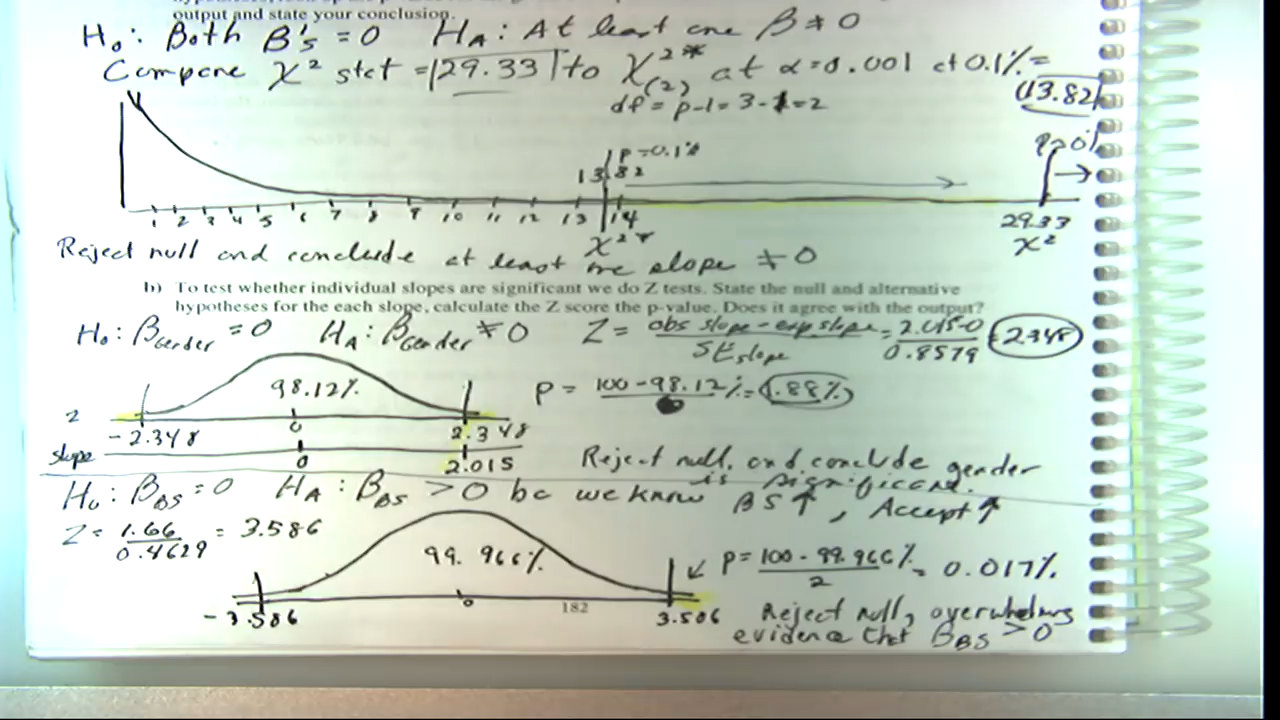 output and state your conclusion.
H₀: Both B's = 0 H_A: At least one β ≠ 0
Compare χ² stat = |29.33| to χ²*(2) at α=0.001 at 0.1% =
(13.82)
df = p-1 = 3-1 = 2
p=0.1%
13.82
p≈0%
1 2 3 4 5 6 7 8 9 10 11 12 13 14
29.33
χ²*
χ²
Reject null and conclude at least one slope ≠ 0
b) To test whether individual slopes are significant we do Z tests. State the null and alternative
hypotheses for the each slope, calculate the Z score the p-value. Does it agree with the output?
H₀: β_Gender = 0 H_A: β_Gender ≠ 0 Z = obs slope - exp slope / SE slope = 2.015-0 / 0.8579 = 2.348
98.12%
p = 100-98.12% = 1.88%
z -2.348 0 2.348
slope 0 2.015
Reject null, and conclude gender
is significant.
H₀: β_BS = 0 H_A: β_BS > 0 bc we know BS↑, Accept↑
Z = 1.66 / 0.4629 = 3.586
99.966%
p = 100 - 99.966% / 2 = 0.017%
-3.586 0 3.586
182
Reject null, overwhelming
evidence that β_BS > 0